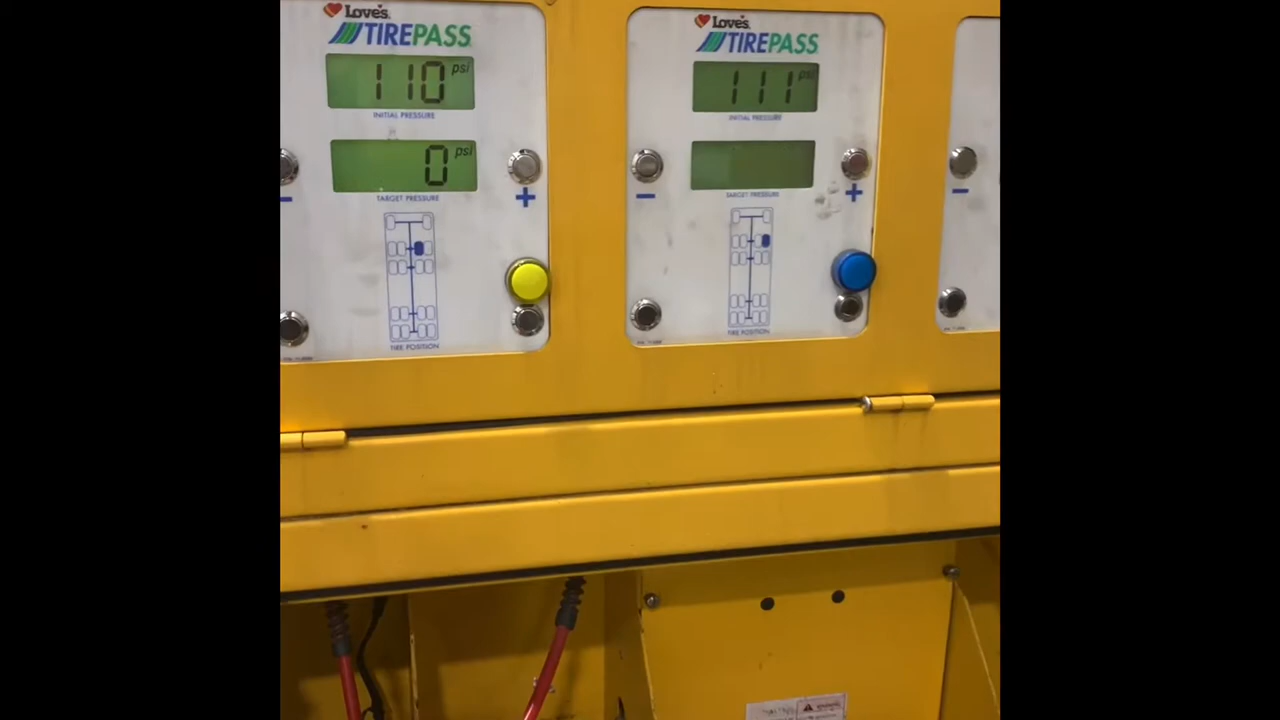 Love's
TIREPASS
110 psi
INITIAL PRESSURE
0 psi
TARGET PRESSURE
- +
TIRE POSITION
Love's
TIREPASS
111 psi
INITIAL PRESSURE
TARGET PRESSURE
- +
TIRE POSITION
-
WARNING